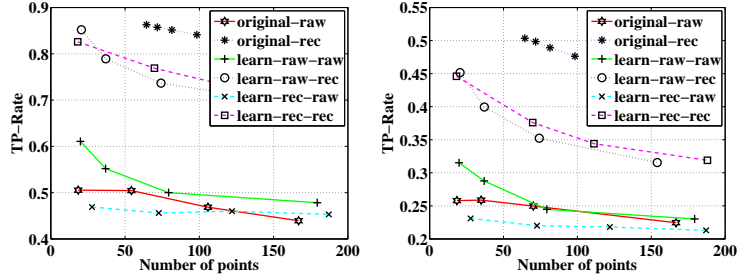 0.9
0.8
0.7
0.6
0.5
0.4
0
50
100
150
200
TP−Rate
Number of points
original−raw
original−rec
learn−raw−raw
learn−raw−rec
learn−rec−raw
learn−rec−rec
0.55
0.5
0.45
0.4
0.35
0.3
0.25
0.2
0
50
100
150
200
TP−Rate
Number of points
original−raw
original−rec
learn−raw−raw
learn−raw−rec
learn−rec−raw
learn−rec−rec